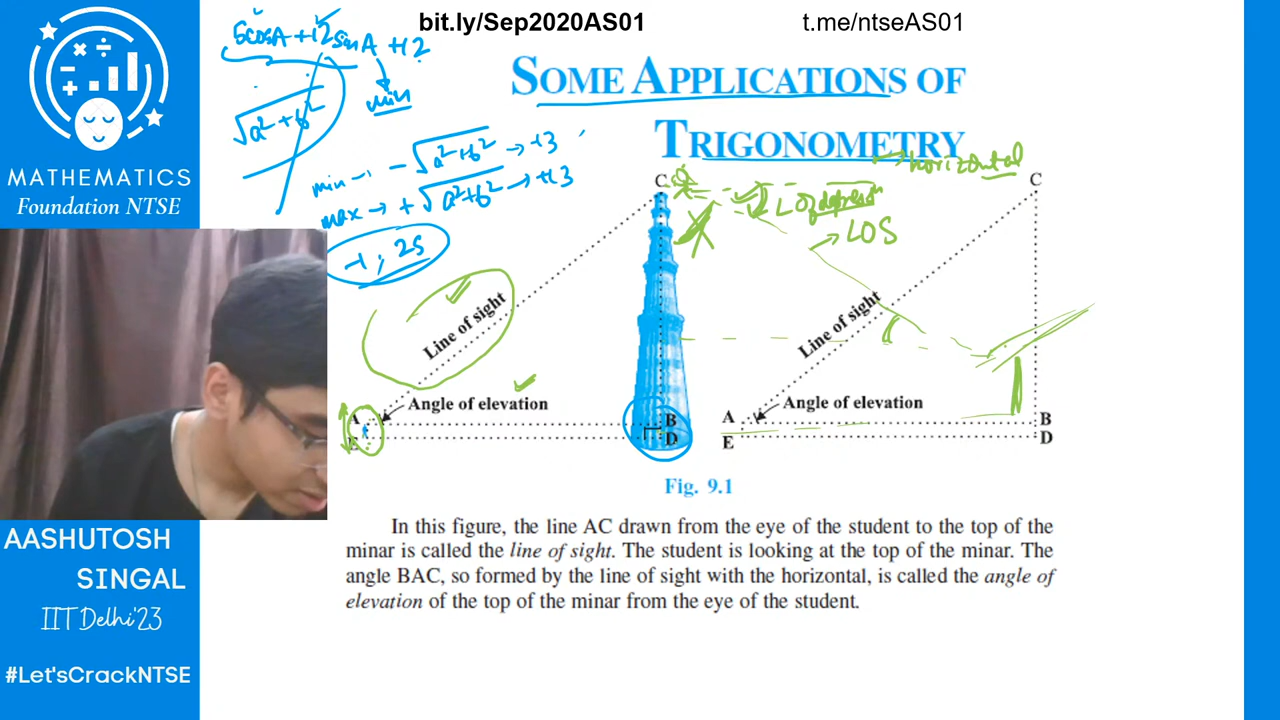 bit.ly/Sep2020AS01
t.me/ntseAS01
5cosA + 12sinA + 12
min
√a² + b²
min → - √a² + b² → -13
max → + √a² + b² → +13
-1, 25
SOME APPLICATIONS OF
TRIGONOMETRY
→ horizontal
∠ of depress
→ LOS
MATHEMATICS
Foundation NTSE
C
C
Line of sight
Line of sight
Angle of elevation
Angle of elevation
A
B
A
B
D
E
D
Fig. 9.1
In this figure, the line AC drawn from the eye of the student to the top of the
minar is called the line of sight. The student is looking at the top of the minar. The
angle BAC, so formed by the line of sight with the horizontal, is called the angle of
elevation of the top of the minar from the eye of the student.
AASHUTOSH
SINGAL
IIT Delhi'23
#Let'sCrackNTSE